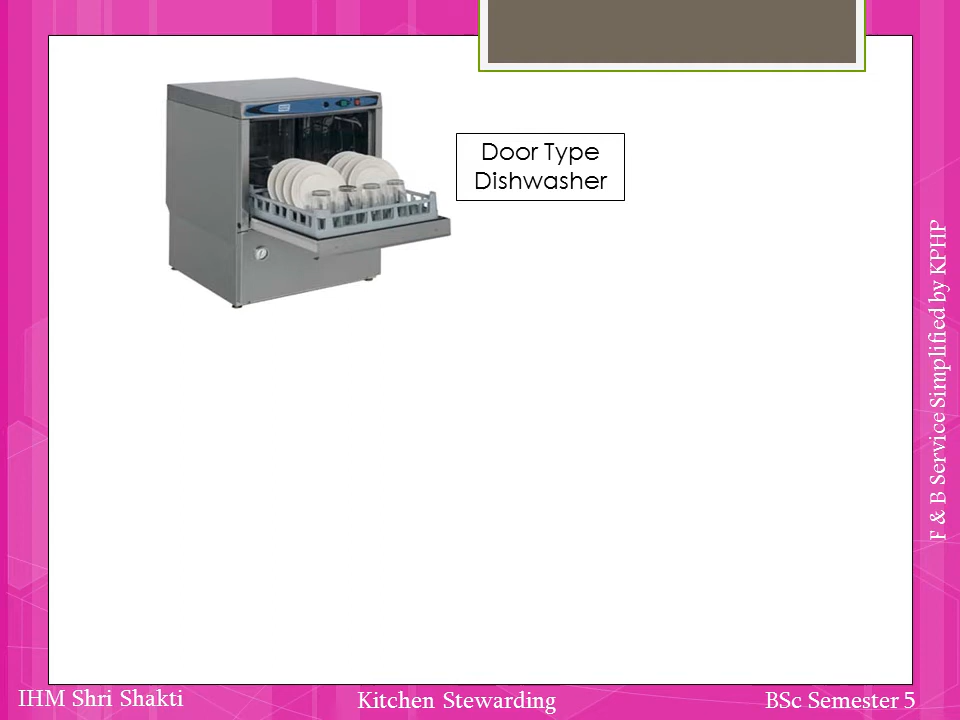 Door Type
Dishwasher
F & B Service Simplified by KPHP
IHM Shri Shakti
Kitchen Stewarding
BSc Semester 5